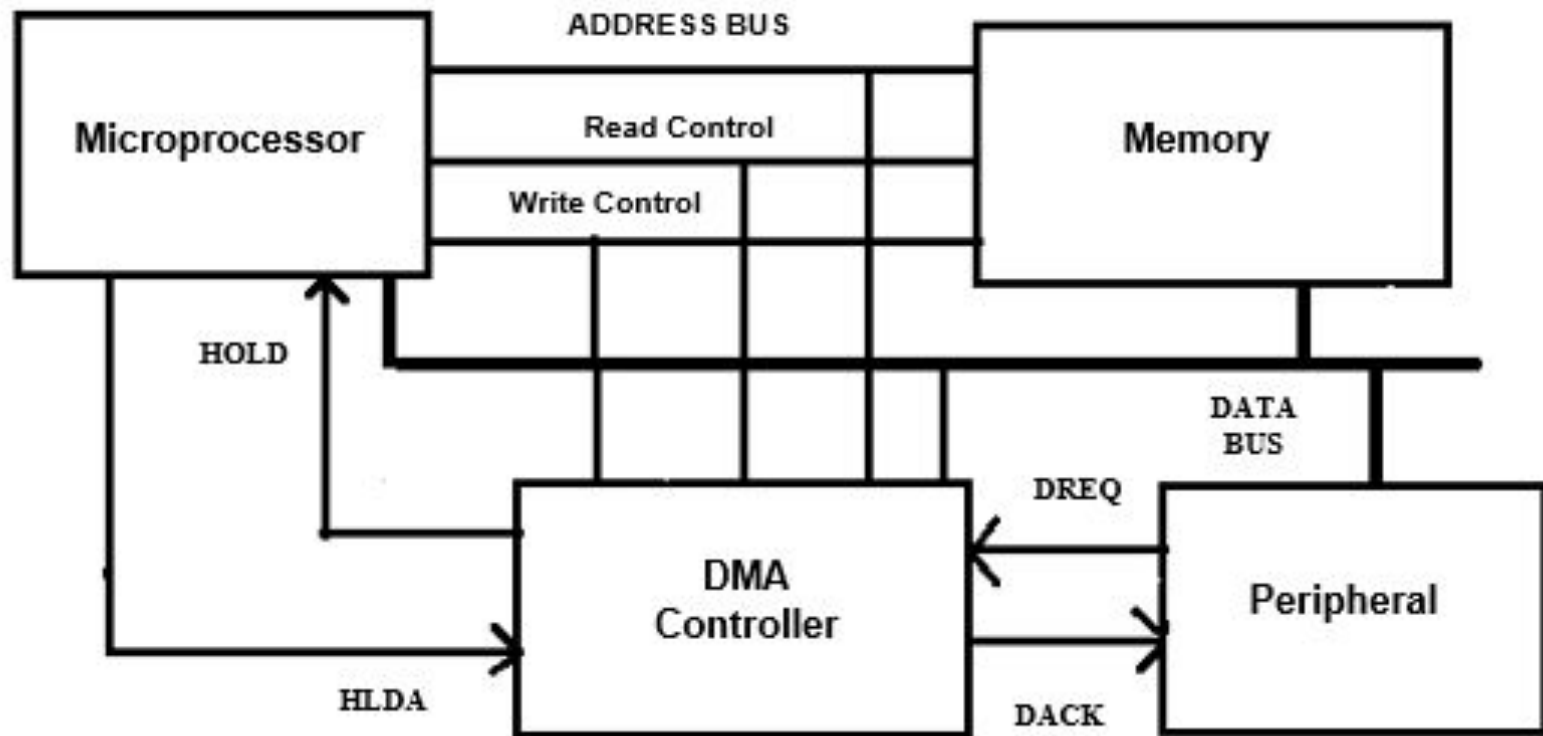 ADDRESS BUS
Microprocessor
Read Control
Memory
Write Control
HOLD
DATA
BUS
DREQ
DMA
Controller
Peripheral
HLDA
DACK